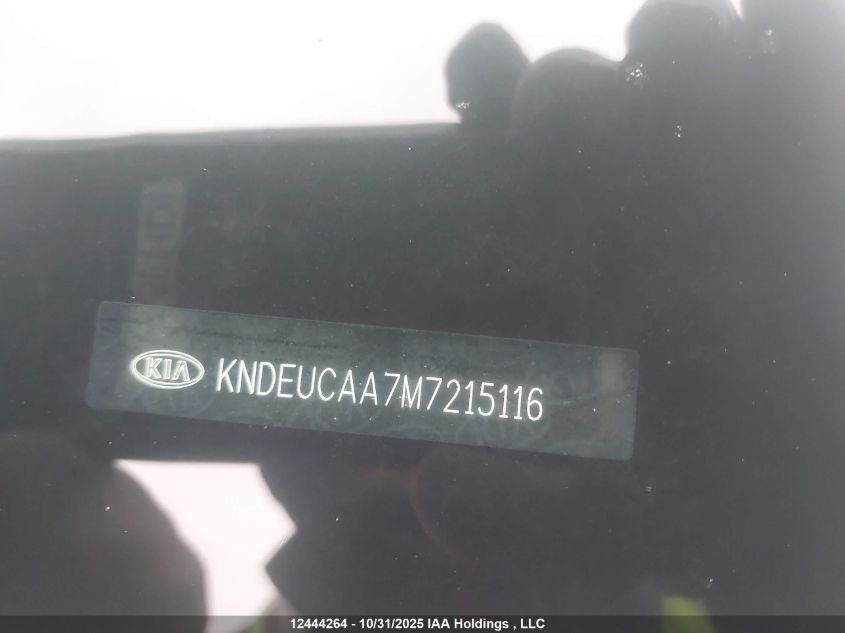 KIA KNDEUCAA7M7215116
12444264 - 10/31/2025 IAA Holdings , LLC